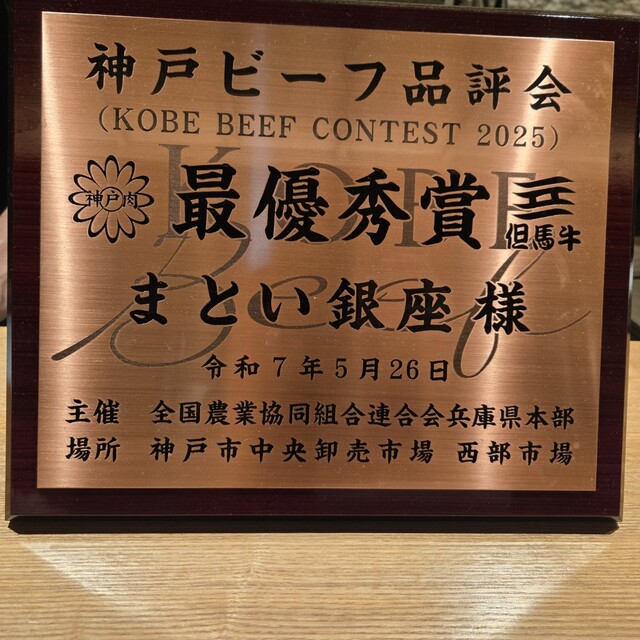 神戸ビーフ品評会
(KOBE BEEF CONTEST 2025)
神戸肉
最優秀賞
但馬牛
KOBE
Beef
まとい銀座様
令和7年5月26日
主催 全国農業協同組合連合会兵庫県本部
場所 神戸市中央卸売市場 西部市場